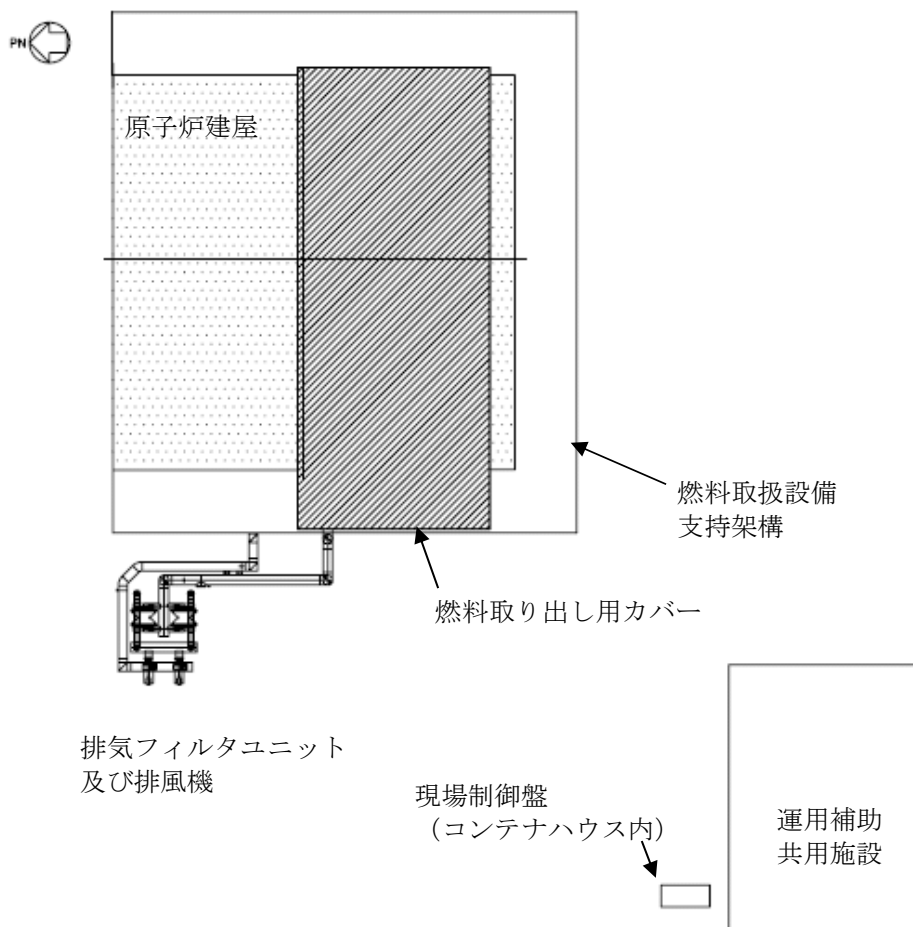 PN
原子炉建屋
燃料取扱設備
支持架構
燃料取り出し用カバー
排気フィルタユニット
及び排風機
現場制御盤
（コンテナハウス内）
運用補助
共用施設